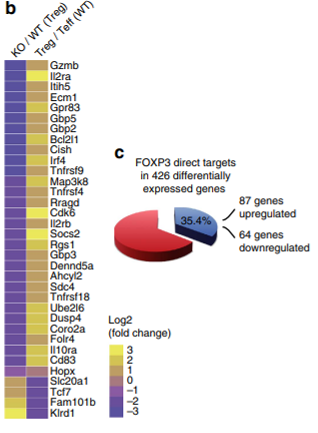 b
KO / WT (Treg)
Treg / Teff (WT)
Gzmb
Il2ra
Itih5
Ecm1
Gpr83
Gbp5
Gbp2
Bcl2l1
Cish
Irf4
Tnfrsf9
Map3k8
Tnfrsf4
Rragd
Cdk6
Il2rb
Socs2
Rgs1
Gbp3
Dennd5a
Ahcyl2
Sdc4
Tnfrsf18
Ube2l6
Dusp4
Coro2a
Folr4
Il10ra
Cd83
Hopx
Slc20a1
Tcf7
Fam101b
Klrd1
c
FOXP3 direct targets
in 426 differentially
expressed genes
35.4%
87 genes
upregulated
64 genes
downregulated
Log2
(fold change)
3
2
1
0
−1
−2
−3